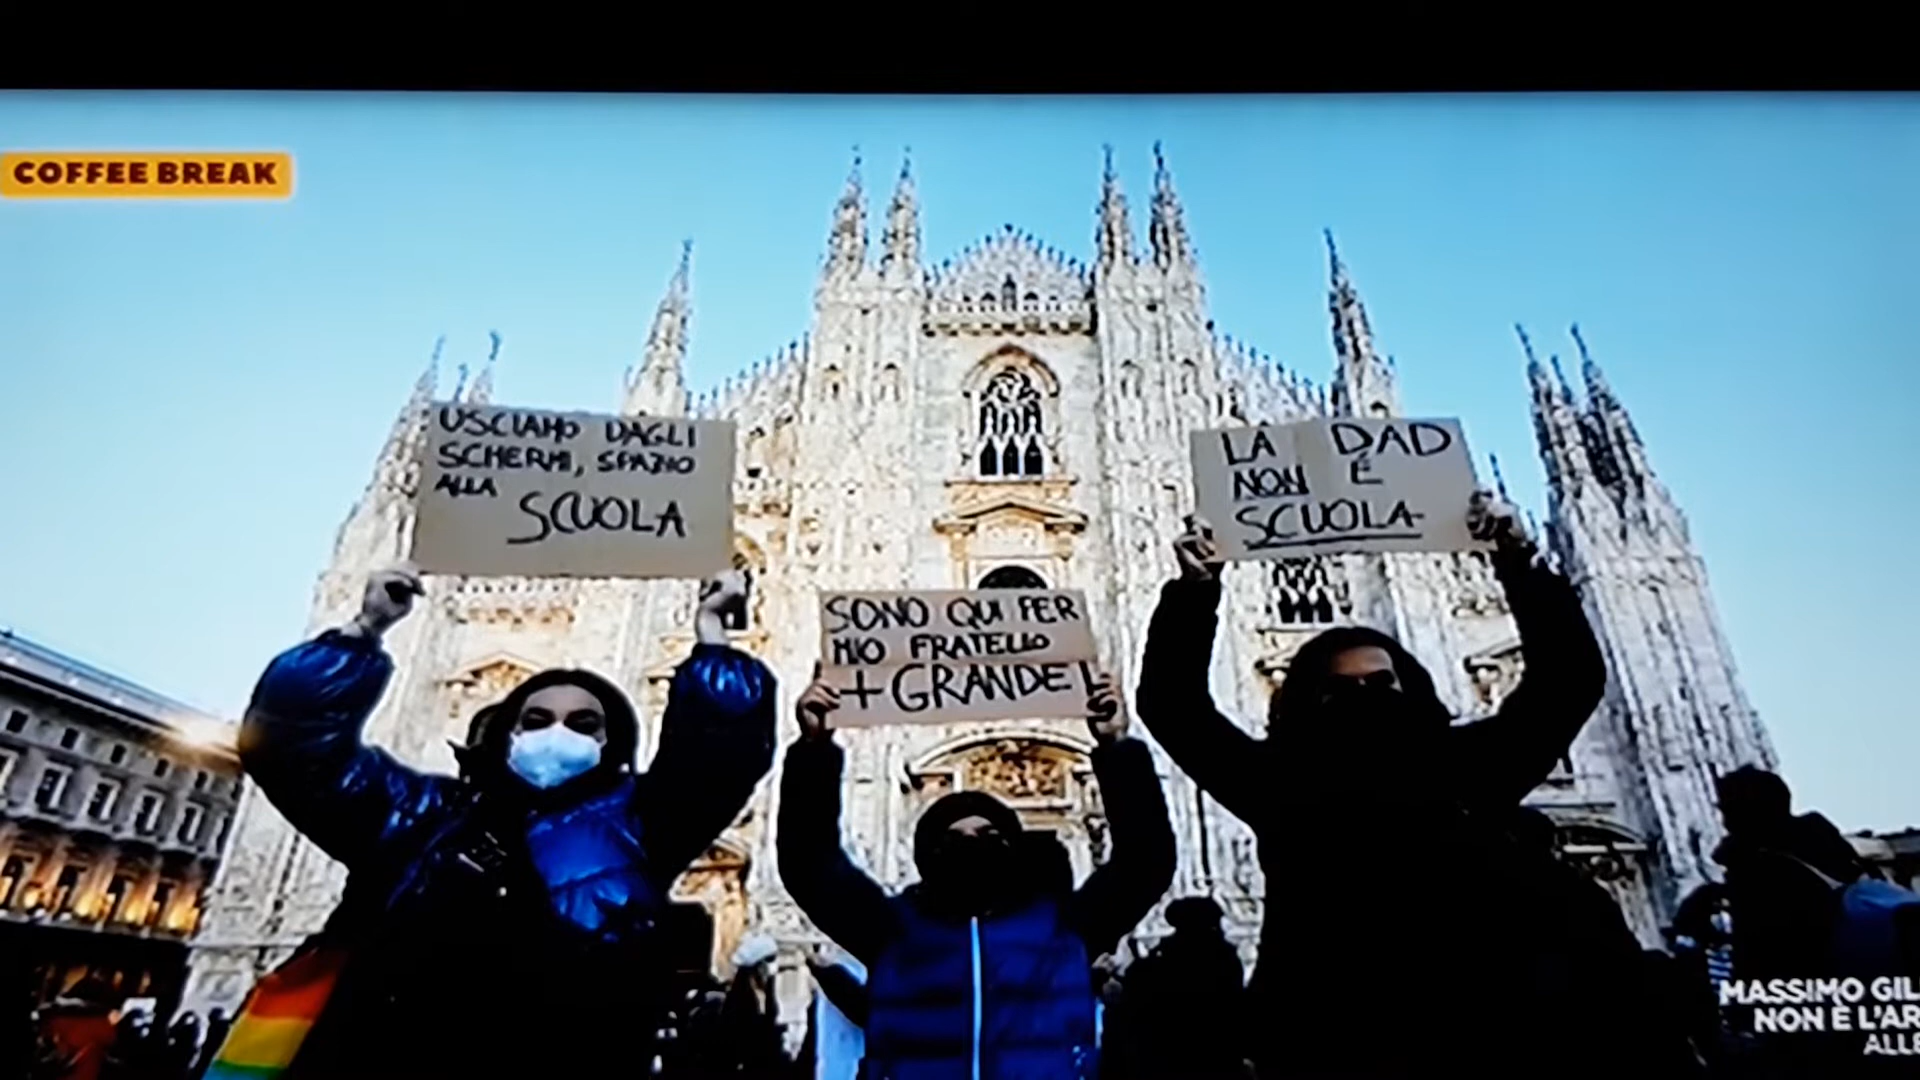 COFFEE BREAK
USCIAMO DAGLI
SCHERMI, SPAZIO
ALLA SCUOLA
SONO QUI PER
MIO FRATELLO
+ GRANDE!
LA DAD
NON È
SCUOLA
MASSIMO GIL
NON È L'AR
ALLE